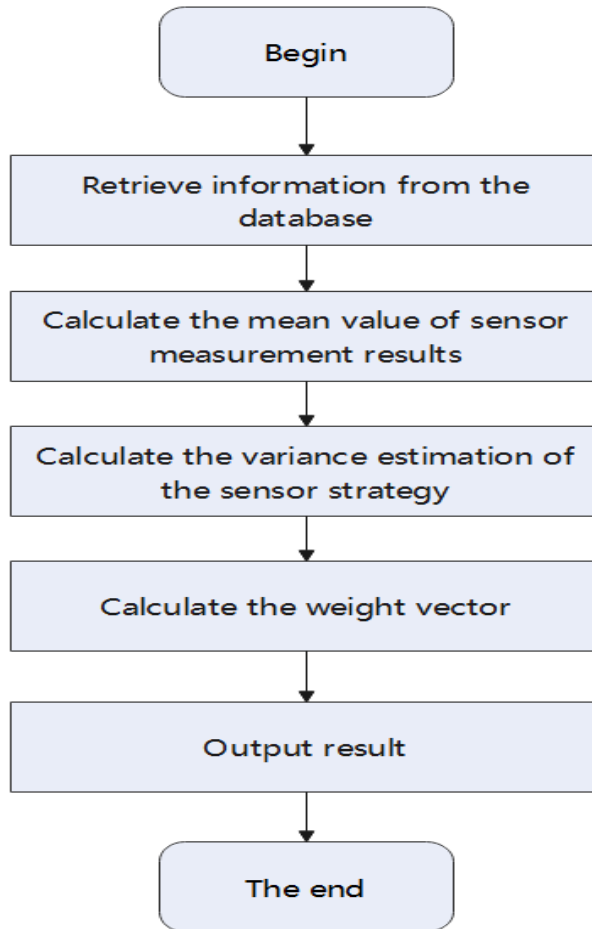 Begin
Retrieve information from the
database
Calculate the mean value of sensor
measurement results
Calculate the variance estimation of
the sensor strategy
Calculate the weight vector
Output result
The end